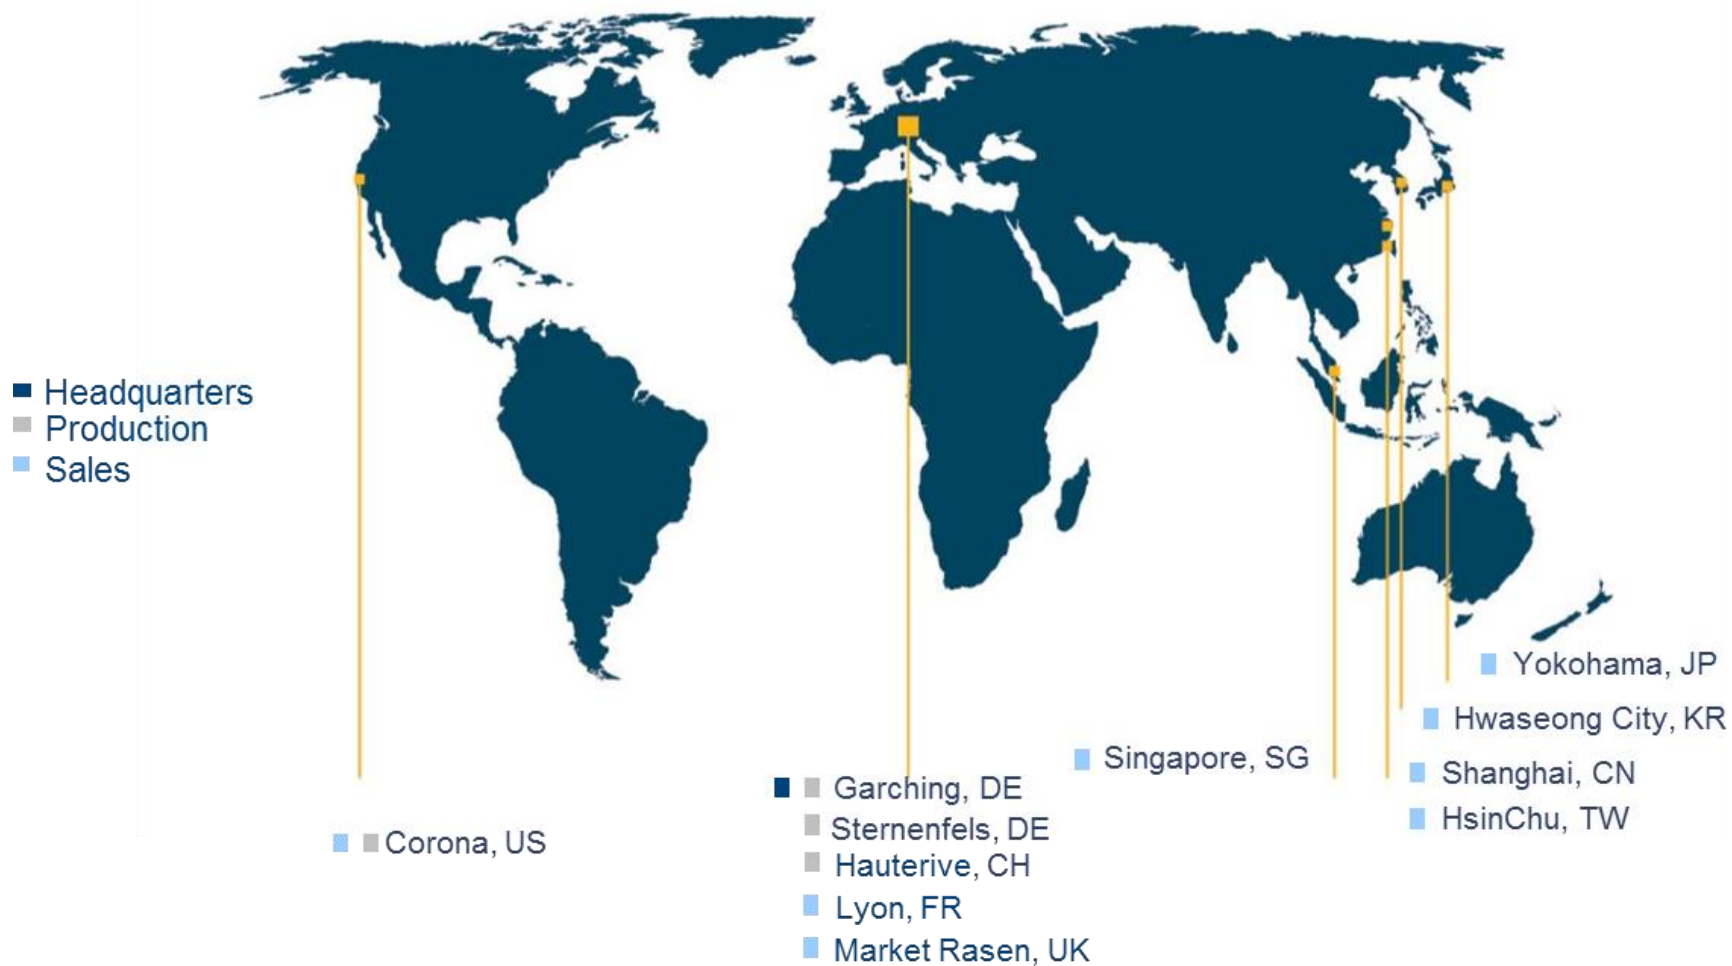 Headquarters
Production
Sales
Yokohama, JP
Hwaseong City, KR
Singapore, SG
Shanghai, CN
Garching, DE
HsinChu, TW
Sternenfels, DE
Corona, US
Hauterive, CH
Lyon, FR
Market Rasen, UK